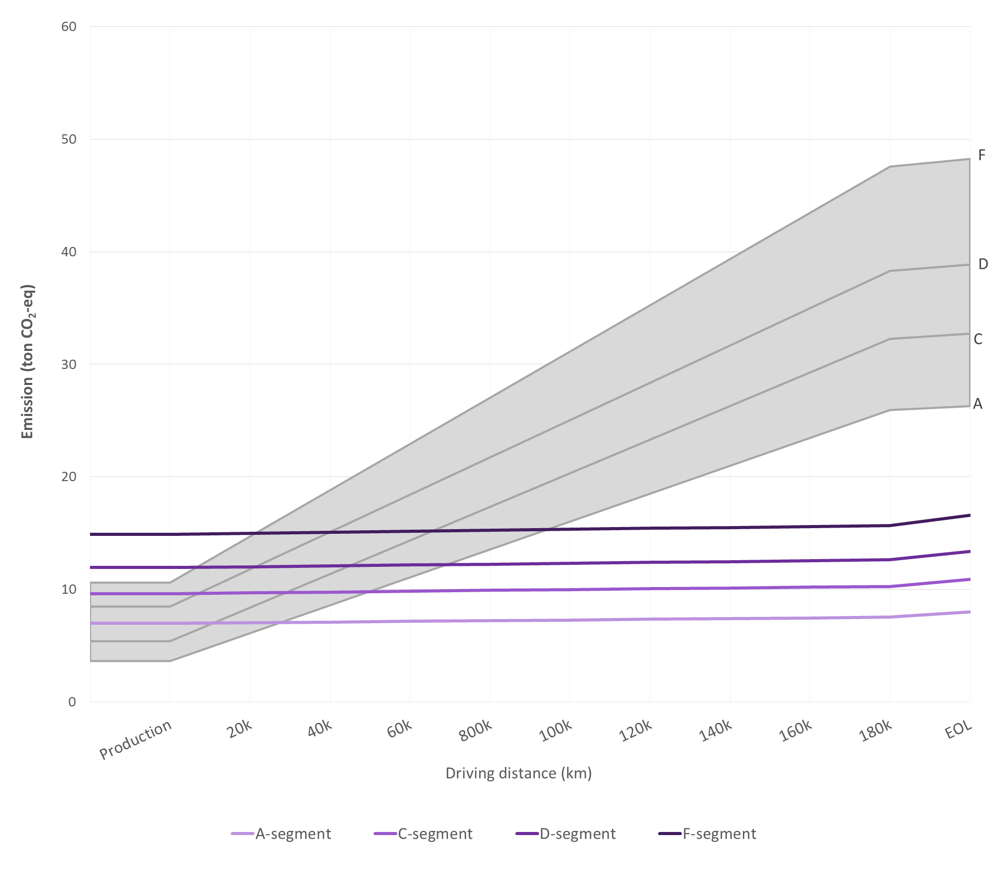 60
50
40
30
20
10
0
Emission (ton CO₂-eq)
F
D
C
A
Production 20k 40k 60k 800k 100k 120k 140k 160k 180k EOL
Driving distance (km)
A-segment C-segment D-segment F-segment